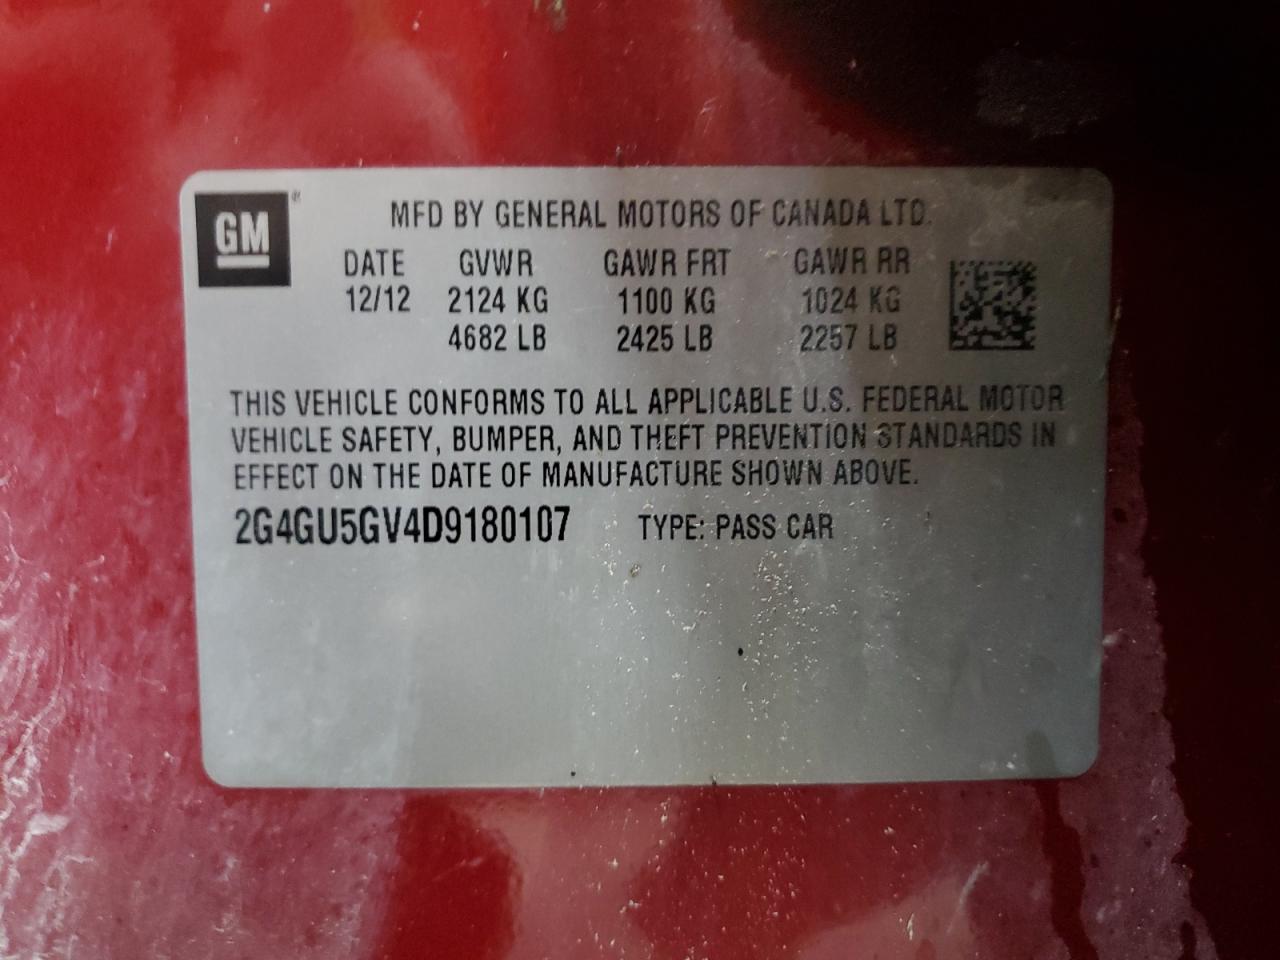 GM®
MFD BY GENERAL MOTORS OF CANADA LTD.
DATE GVWR GAWR FRT GAWR RR
12/12 2124 KG 1100 KG 1024 KG
4682 LB 2425 LB 2257 LB
THIS VEHICLE CONFORMS TO ALL APPLICABLE U.S. FEDERAL MOTOR
VEHICLE SAFETY, BUMPER, AND THEFT PREVENTION STANDARDS IN
EFFECT ON THE DATE OF MANUFACTURE SHOWN ABOVE.
2G4GU5GV4D9180107 TYPE: PASS CAR